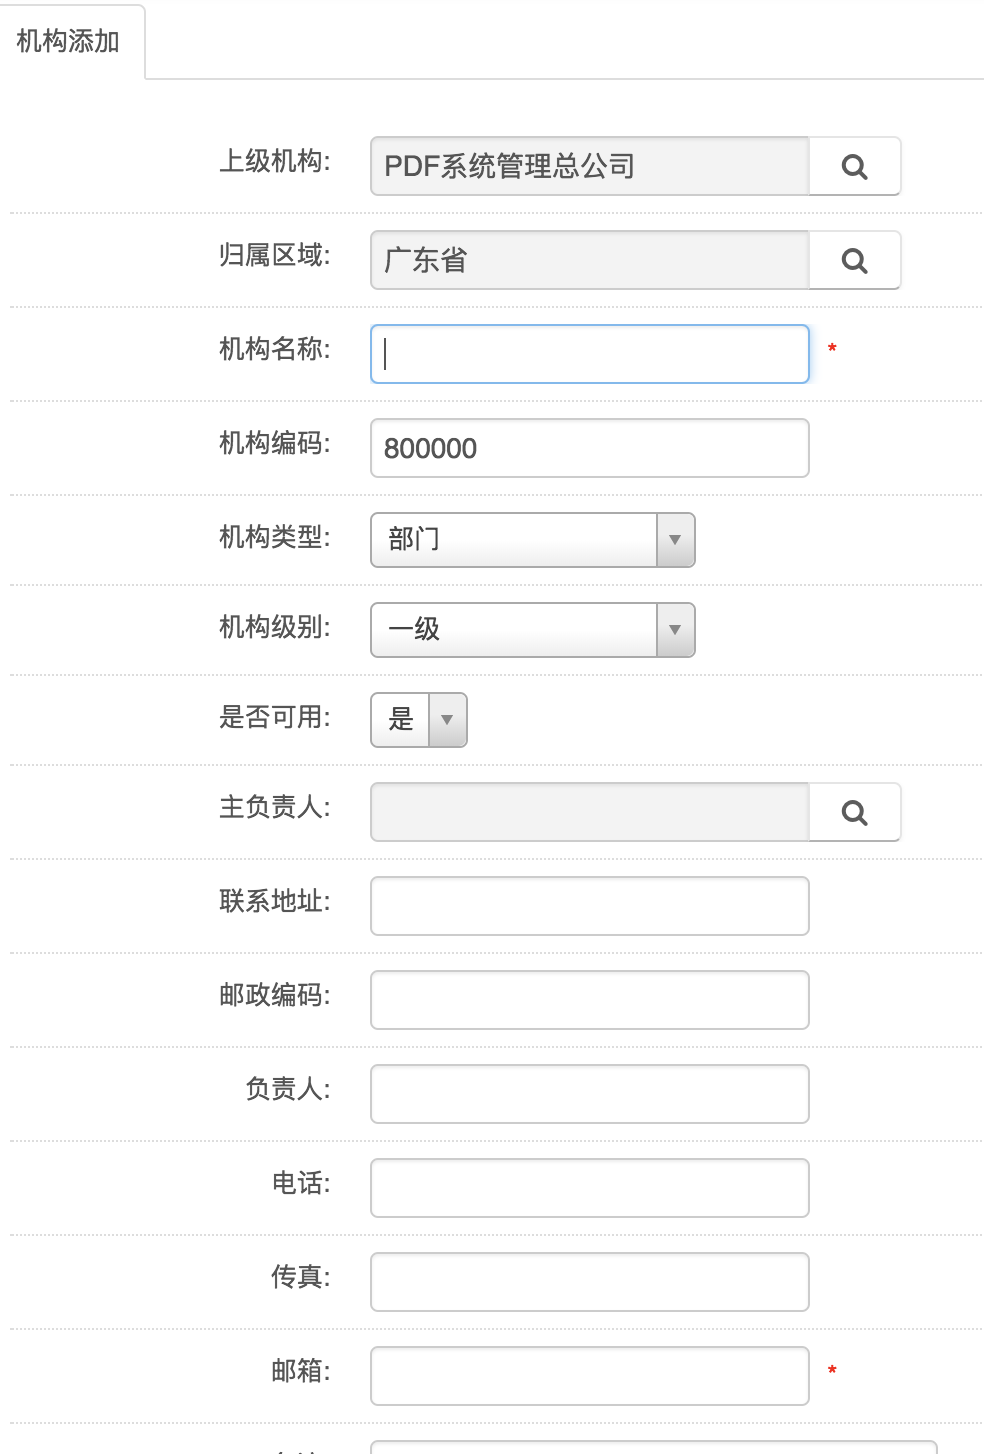 机构添加
上级机构: PDF系统管理总公司
归属区域: 广东省
机构名称: *
机构编码: 800000
机构类型: 部门
机构级别: 一级
是否可用: 是
主负责人:
联系地址:
邮政编码:
负责人:
电话:
传真:
邮箱: *